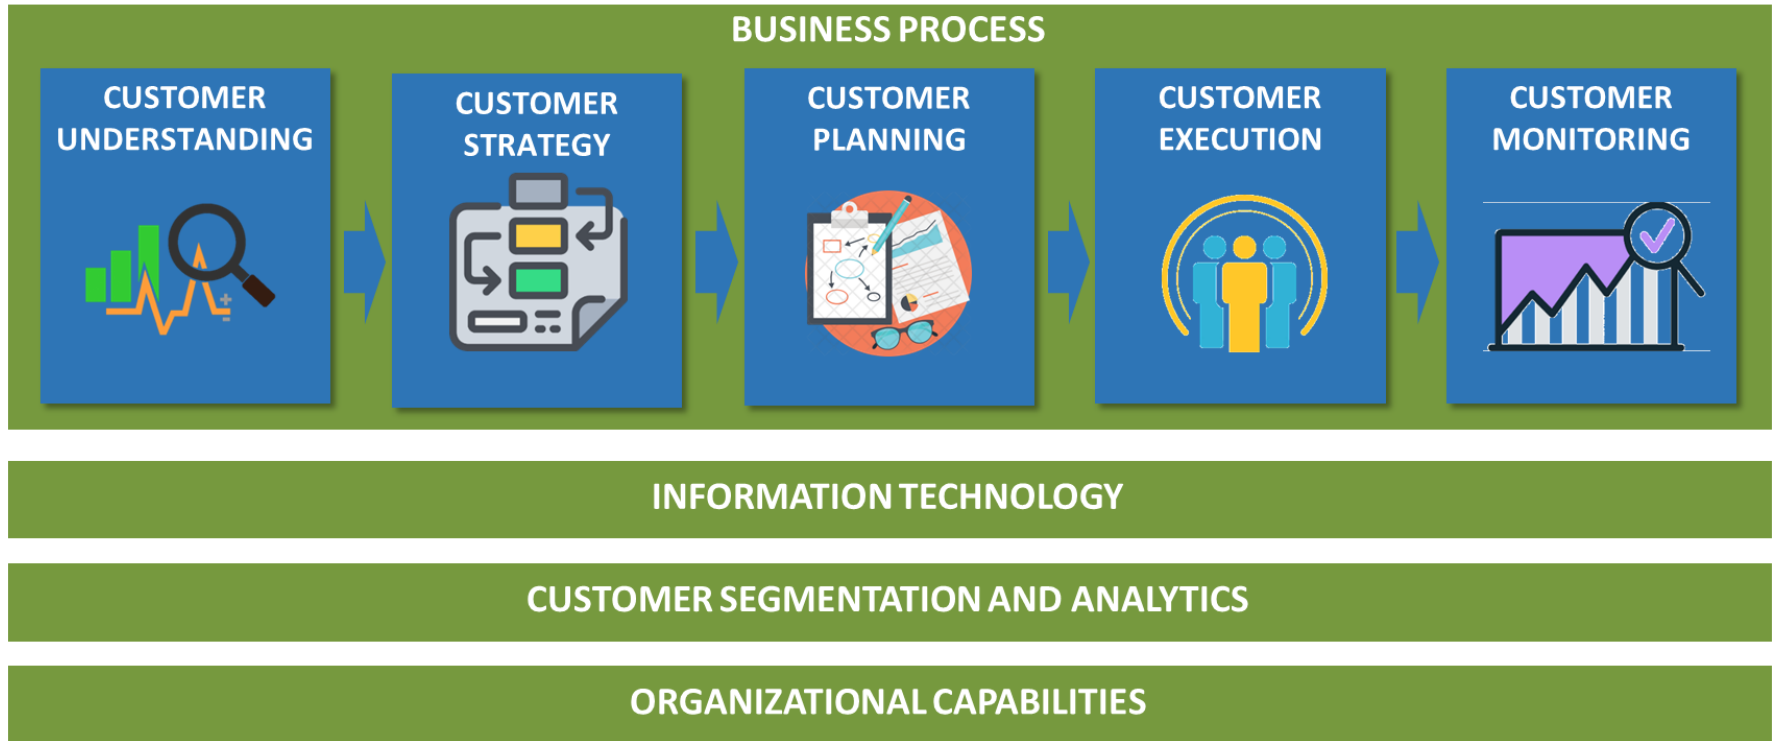 BUSINESS PROCESS
CUSTOMER
UNDERSTANDING
CUSTOMER
STRATEGY
CUSTOMER
PLANNING
CUSTOMER
EXECUTION
CUSTOMER
MONITORING
INFORMATION TECHNOLOGY
CUSTOMER SEGMENTATION AND ANALYTICS
ORGANIZATIONAL CAPABILITIES